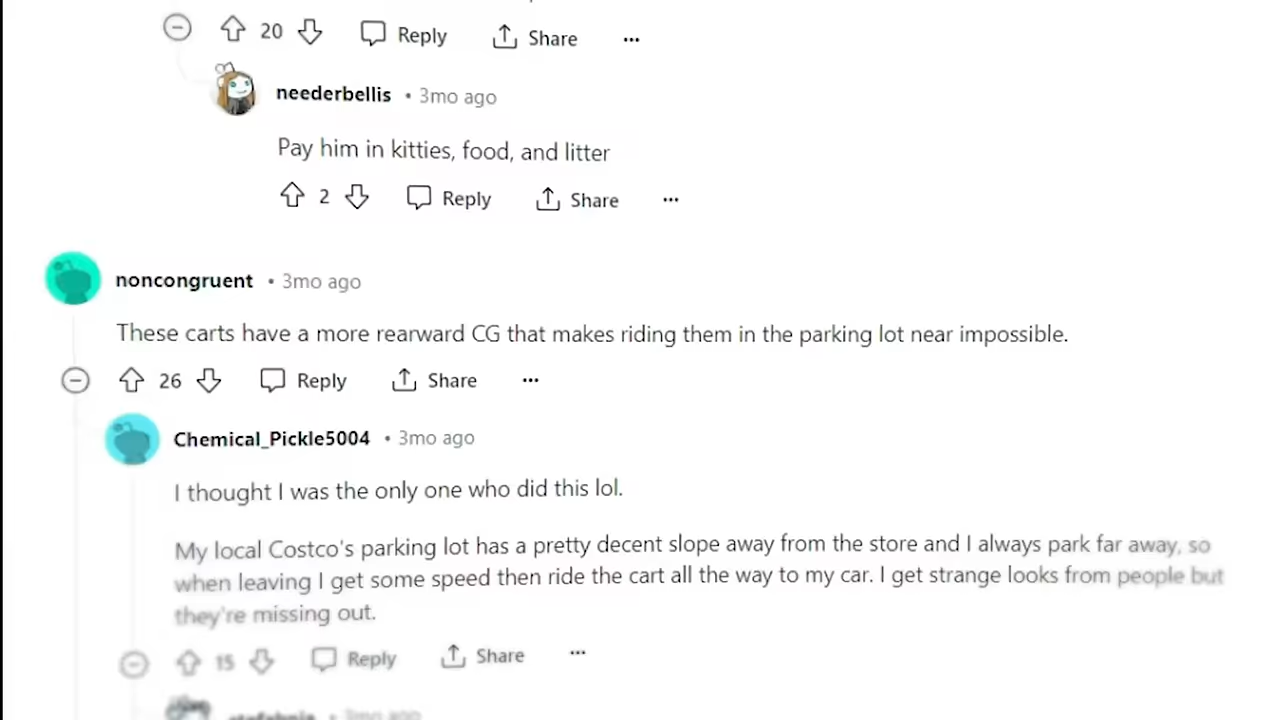 20 Reply Share ...
neederbellis • 3mo ago
Pay him in kitties, food, and litter
2 Reply Share ...
noncongruent • 3mo ago
These carts have a more rearward CG that makes riding them in the parking lot near impossible.
26 Reply Share ...
Chemical_Pickle5004 • 3mo ago
I thought I was the only one who did this lol.
My local Costco's parking lot has a pretty decent slope away from the store and I always park far away, so
when leaving I get some speed then ride the cart all the way to my car. I get strange looks from people but
they're missing out.
15 Reply Share ...
3mo ago